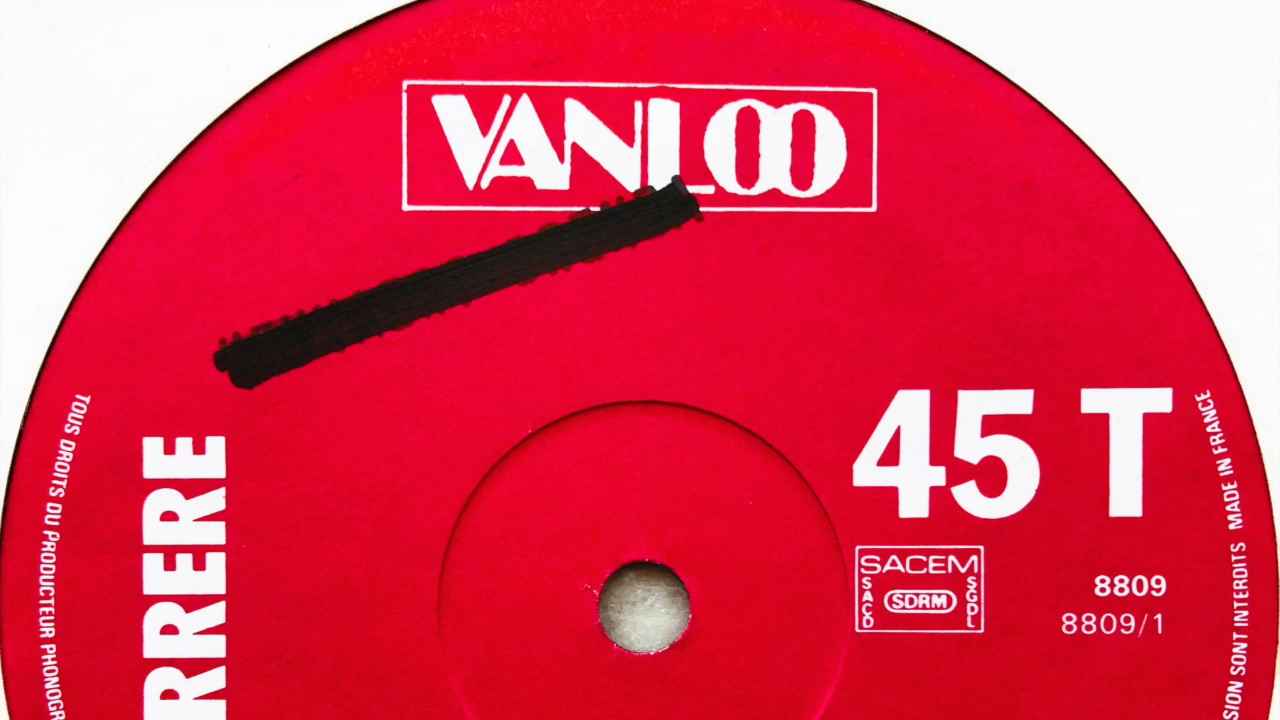 VANLOO
45 T
SACEM
SACD
SDRM
SGDL
8809
8809/1
RRERE
TOUS DROITS DU PRODUCTEUR PHONOGR
SION SONT INTERDITS MADE IN FRANCE